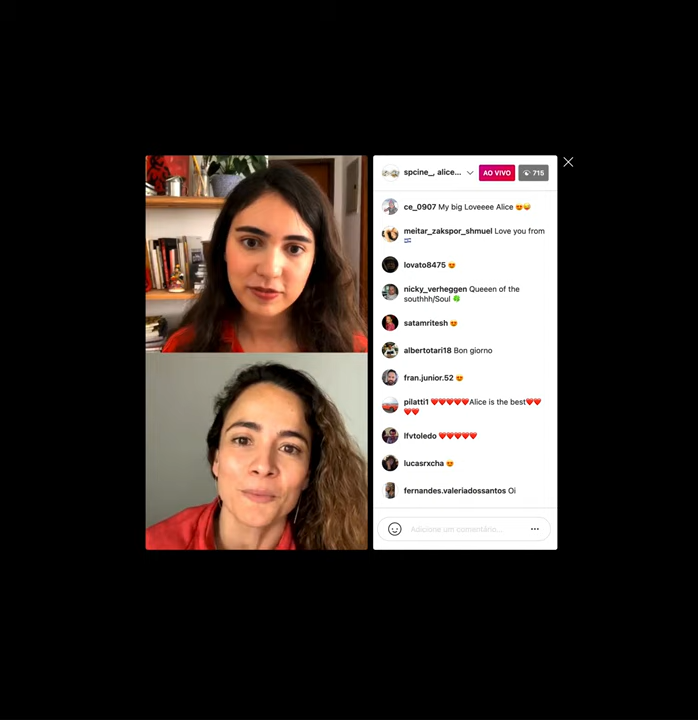 spcine_, alice... AO VIVO 715
ce_0907 My big Loveeee Alice 😍😜
meitar_zakspor_shmuel Love you from
🇮🇱
lovato8475 😍
nicky_verheggen Queeen of the
southhh/Soul 🍀
satamritesh 😍
albertotari18 Bon giorno
fran.junior.52 😍
pilatti1 ❤️❤️❤️❤️❤️Alice is the best❤️❤️
❤️❤️
lfvtoledo ❤️❤️❤️❤️❤️
lucasrxcha 😍
fernandes.valeriadossantos Oi
Adicione um comentário...